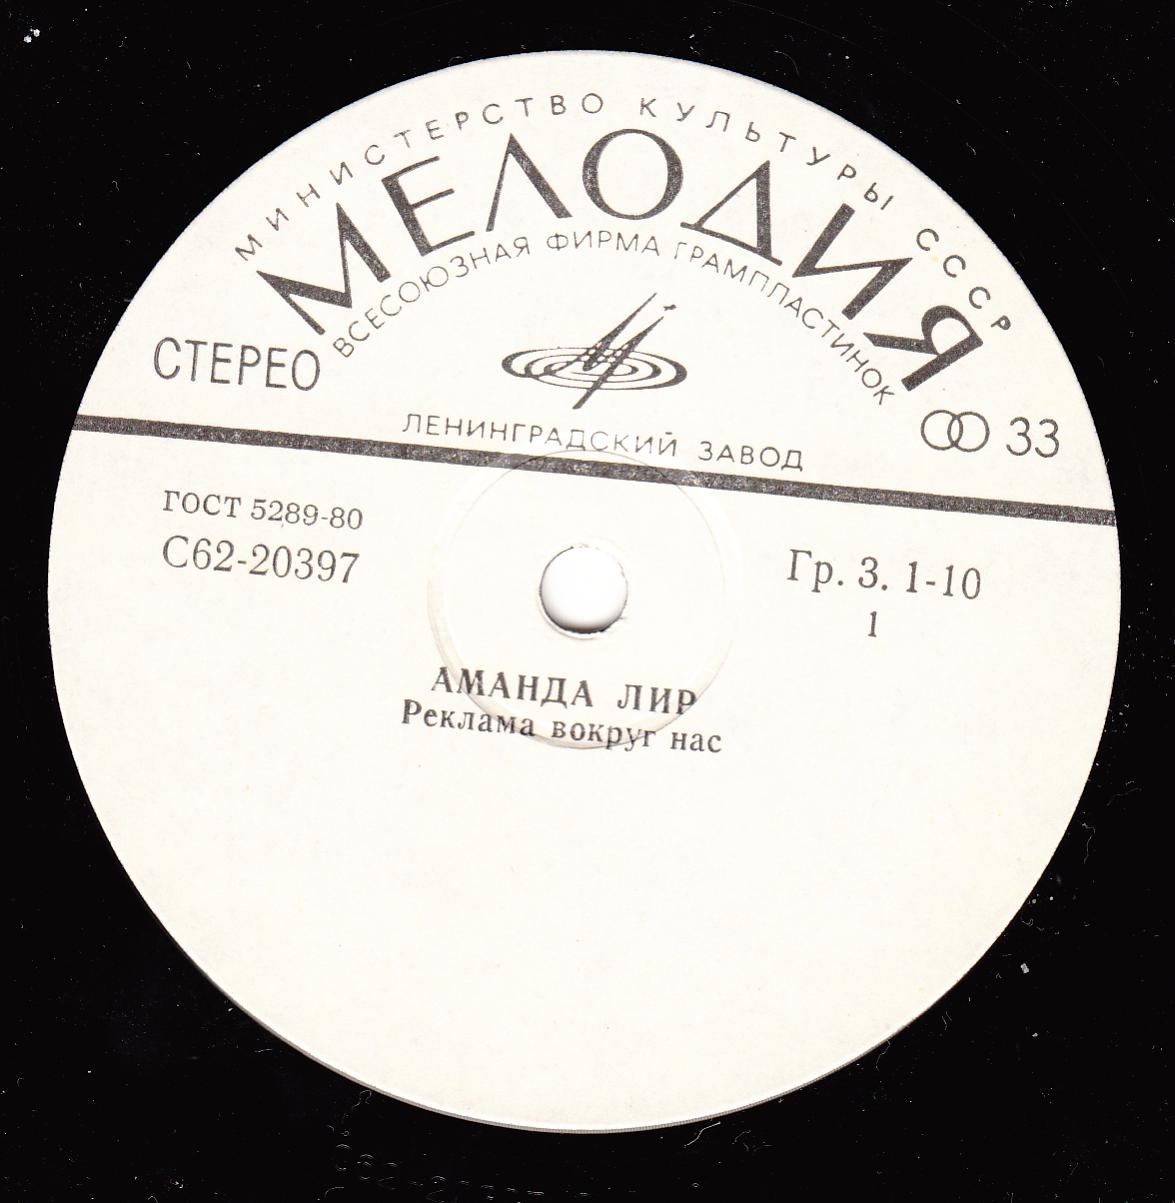 МИНИСТЕРСТВО КУЛЬТУРЫ СССР
МЕЛОДИЯ
ВСЕСОЮЗНАЯ ФИРМА ГРАМПЛАСТИНОК
СТЕРЕО
33
ЛЕНИНГРАДСКИЙ ЗАВОД
ГОСТ 5289-80
С62-20397
Гр. 3. 1-10
1
АМАНДА ЛИР
Реклама вокруг нас